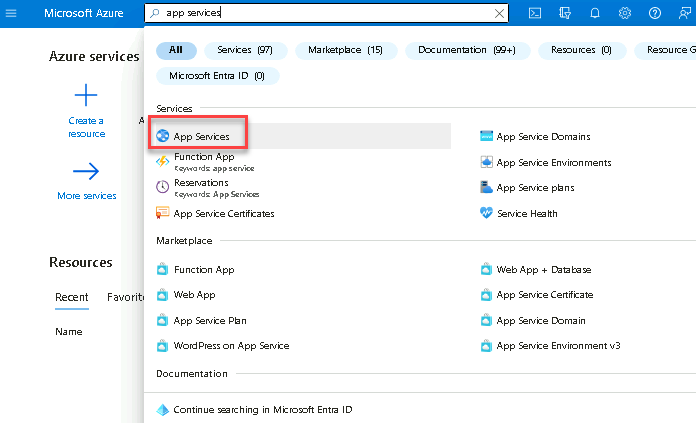 Microsoft Azure
app services
All
Services (97)
Marketplace (15)
Documentation (99+)
Resources (0)
Resource G
Microsoft Entra ID (0)
Azure services
Create a
resource
A
More services
Resources
Recent
Favorite
Name
Services
App Services
Function App
Keywords: app service
Reservations
Keywords: App Services
App Service Certificates
App Service Domains
App Service Environments
App Service plans
Service Health
Marketplace
Function App
Web App
App Service Plan
WordPress on App Service
Web App + Database
App Service Certificate
App Service Domain
App Service Environment v3
Documentation
Continue searching in Microsoft Entra ID